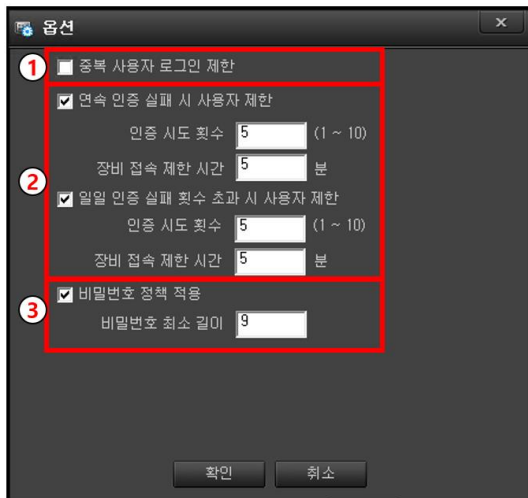 옵션
① 중복 사용자 로그인 제한
연속 인증 실패 시 사용자 제한
인증 시도 횟수 5 (1 ~ 10)
장비 접속 제한 시간 5 분
②
일일 인증 실패 횟수 초과 시 사용자 제한
인증 시도 횟수 5 (1 ~ 10)
장비 접속 제한 시간 5 분
비밀번호 정책 적용
③
비밀번호 최소 길이 9
확인 취소